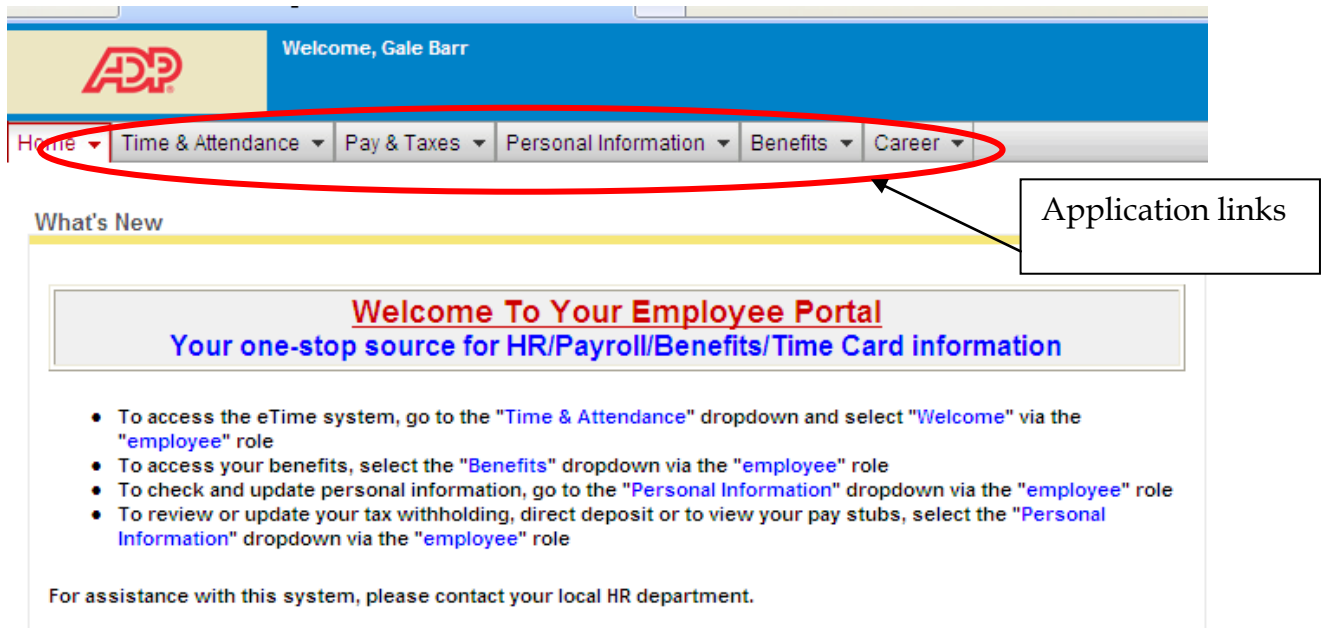 ADP
Welcome, Gale Barr
Home Time & Attendance Pay & Taxes Personal Information Benefits Career
Application links
What's New
Welcome To Your Employee Portal
Your one-stop source for HR/Payroll/Benefits/Time Card information
• To access the eTime system, go to the "Time & Attendance" dropdown and select "Welcome" via the
"employee" role
• To access your benefits, select the "Benefits" dropdown via the "employee" role
• To check and update personal information, go to the "Personal Information" dropdown via the "employee" role
• To review or update your tax withholding, direct deposit or to view your pay stubs, select the "Personal
Information" dropdown via the "employee" role
For assistance with this system, please contact your local HR department.